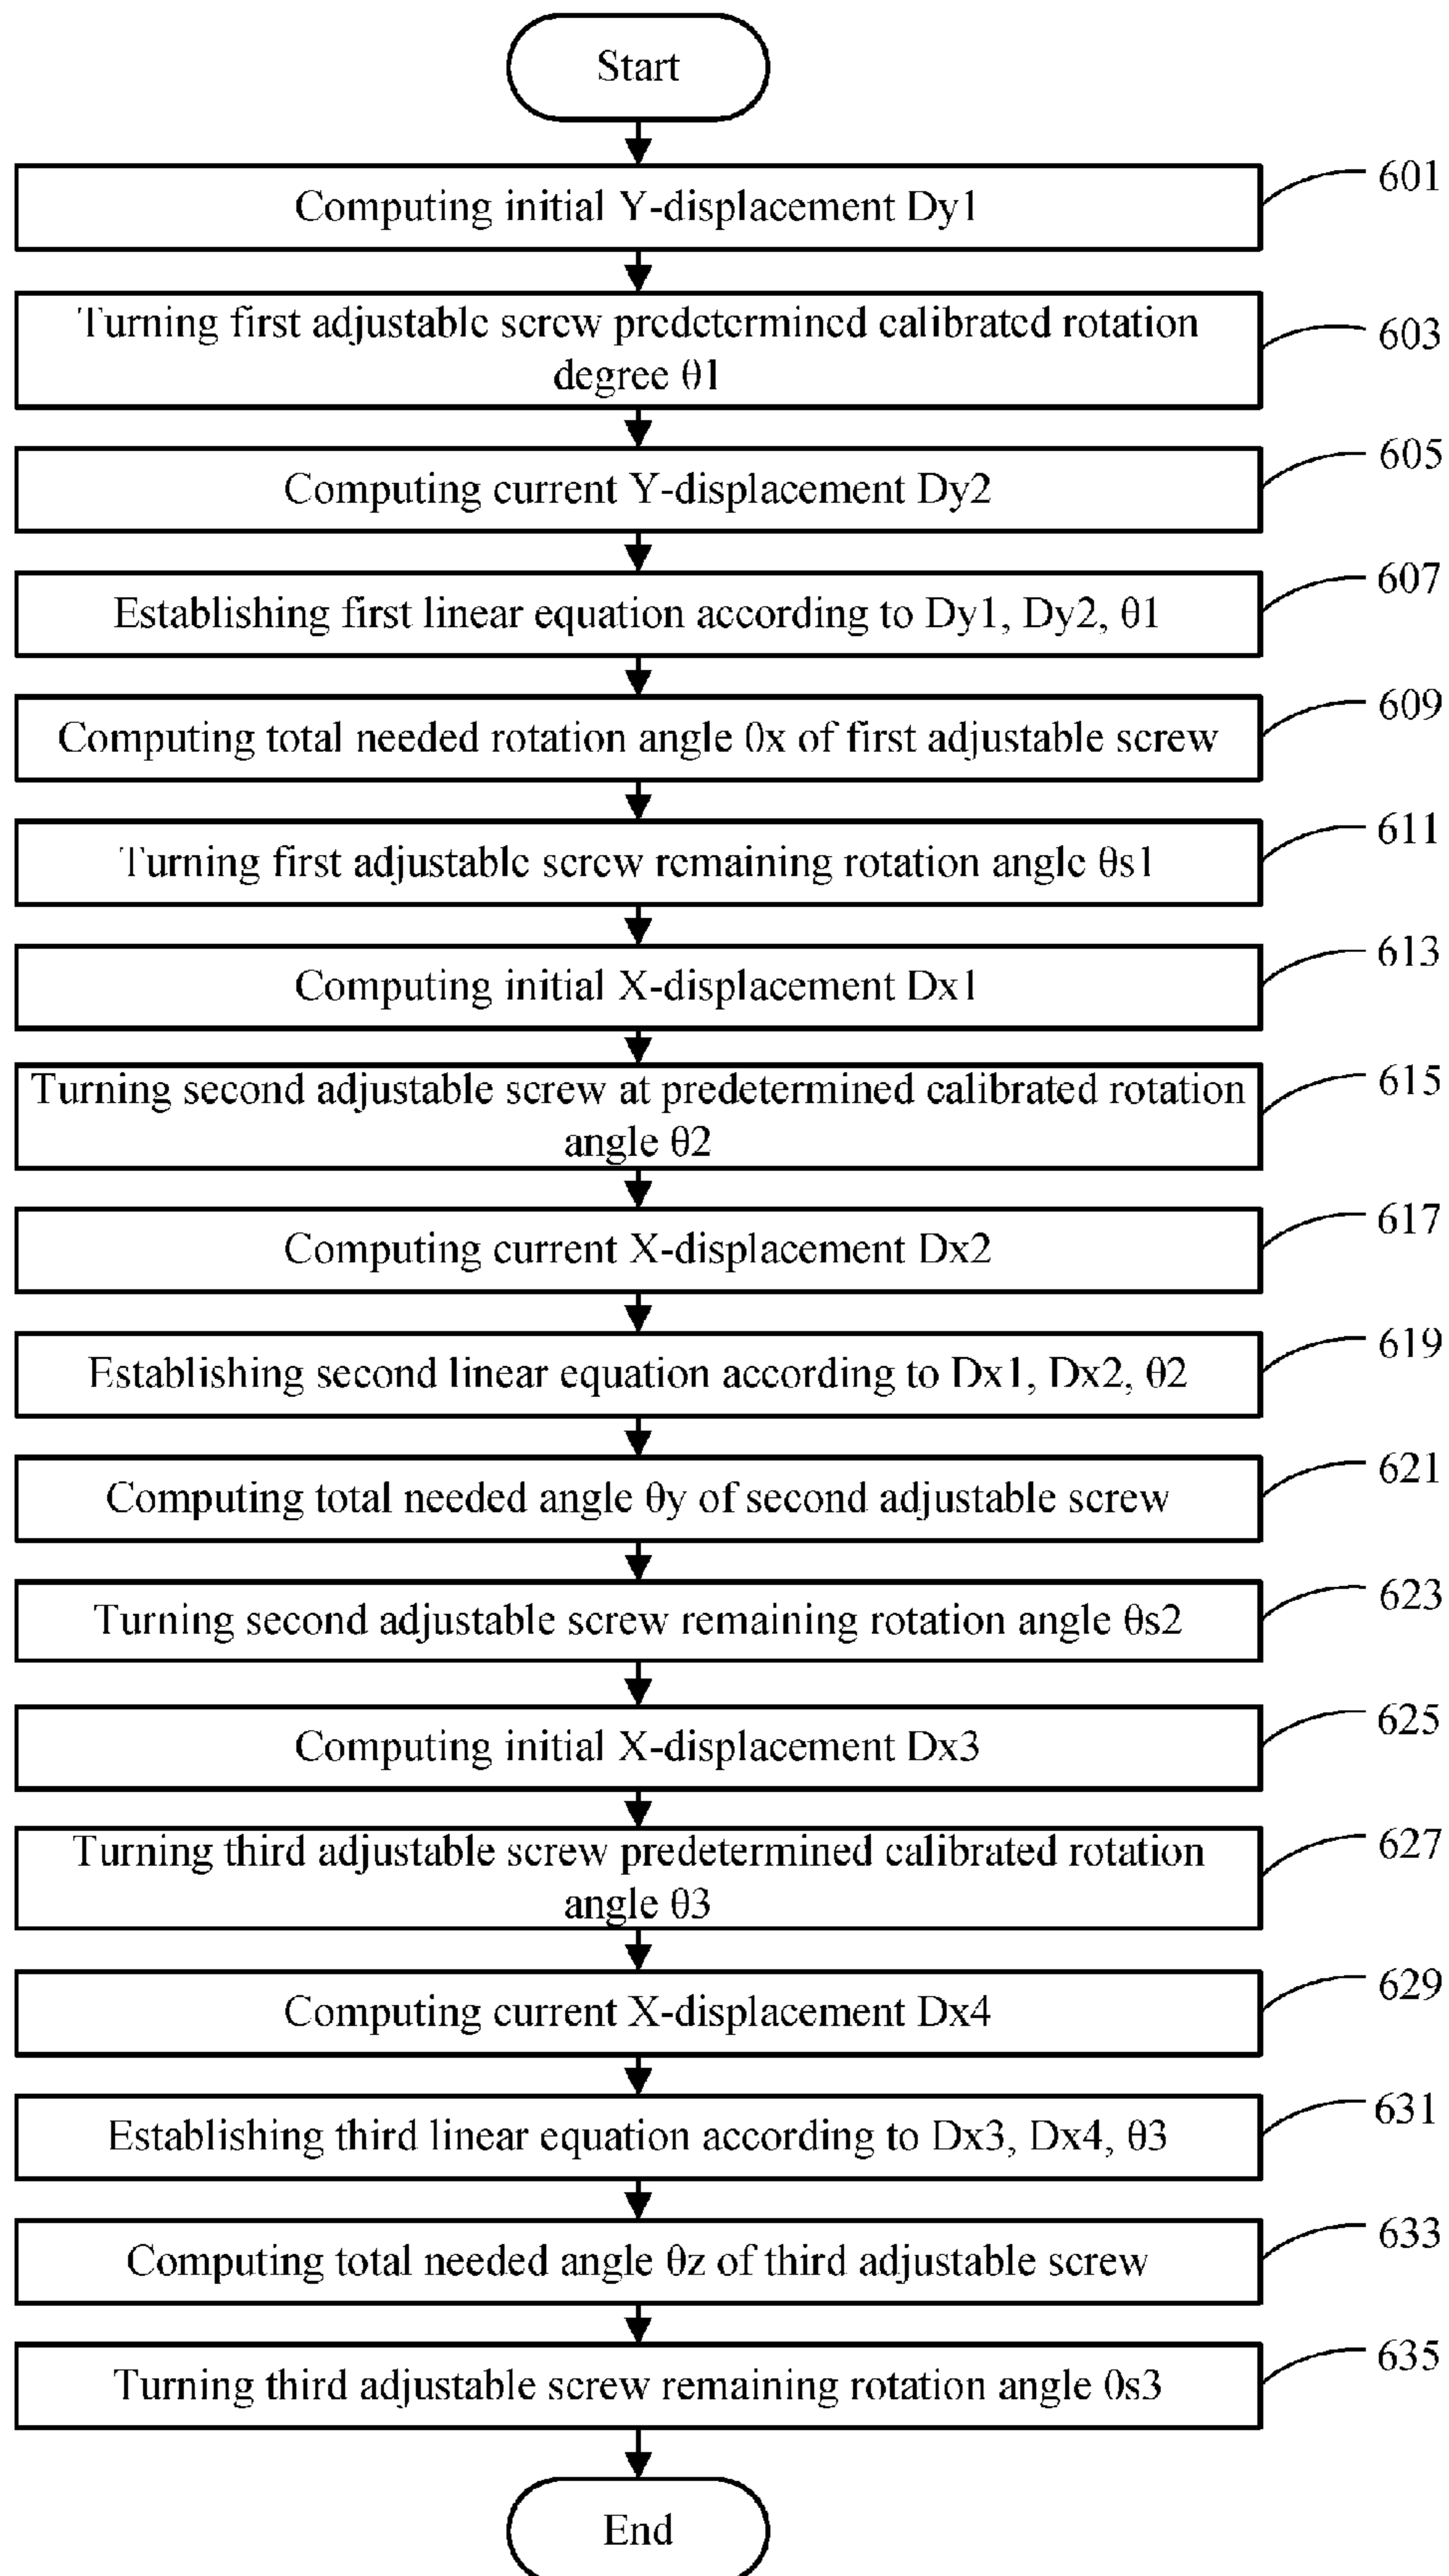 Start
Computing initial Y-displacement Dy1
601
Turning first adjustable screw predetermined calibrated rotation
degree θ1
603
Computing current Y-displacement Dy2
605
Establishing first linear equation according to Dy1, Dy2, θ1
607
Computing total needed rotation angle θx of first adjustable screw
609
Turning first adjustable screw remaining rotation angle θs1
611
Computing initial X-displacement Dx1
613
Turning second adjustable screw at predetermined calibrated rotation
angle θ2
615
Computing current X-displacement Dx2
617
Establishing second linear equation according to Dx1, Dx2, θ2
619
Computing total needed angle θy of second adjustable screw
621
Turning second adjustable screw remaining rotation angle θs2
623
Computing initial X-displacement Dx3
625
Turning third adjustable screw predetermined calibrated rotation
angle θ3
627
Computing current X-displacement Dx4
629
Establishing third linear equation according to Dx3, Dx4, θ3
631
Computing total needed angle θz of third adjustable screw
633
Turning third adjustable screw remaining rotation angle θs3
635
End